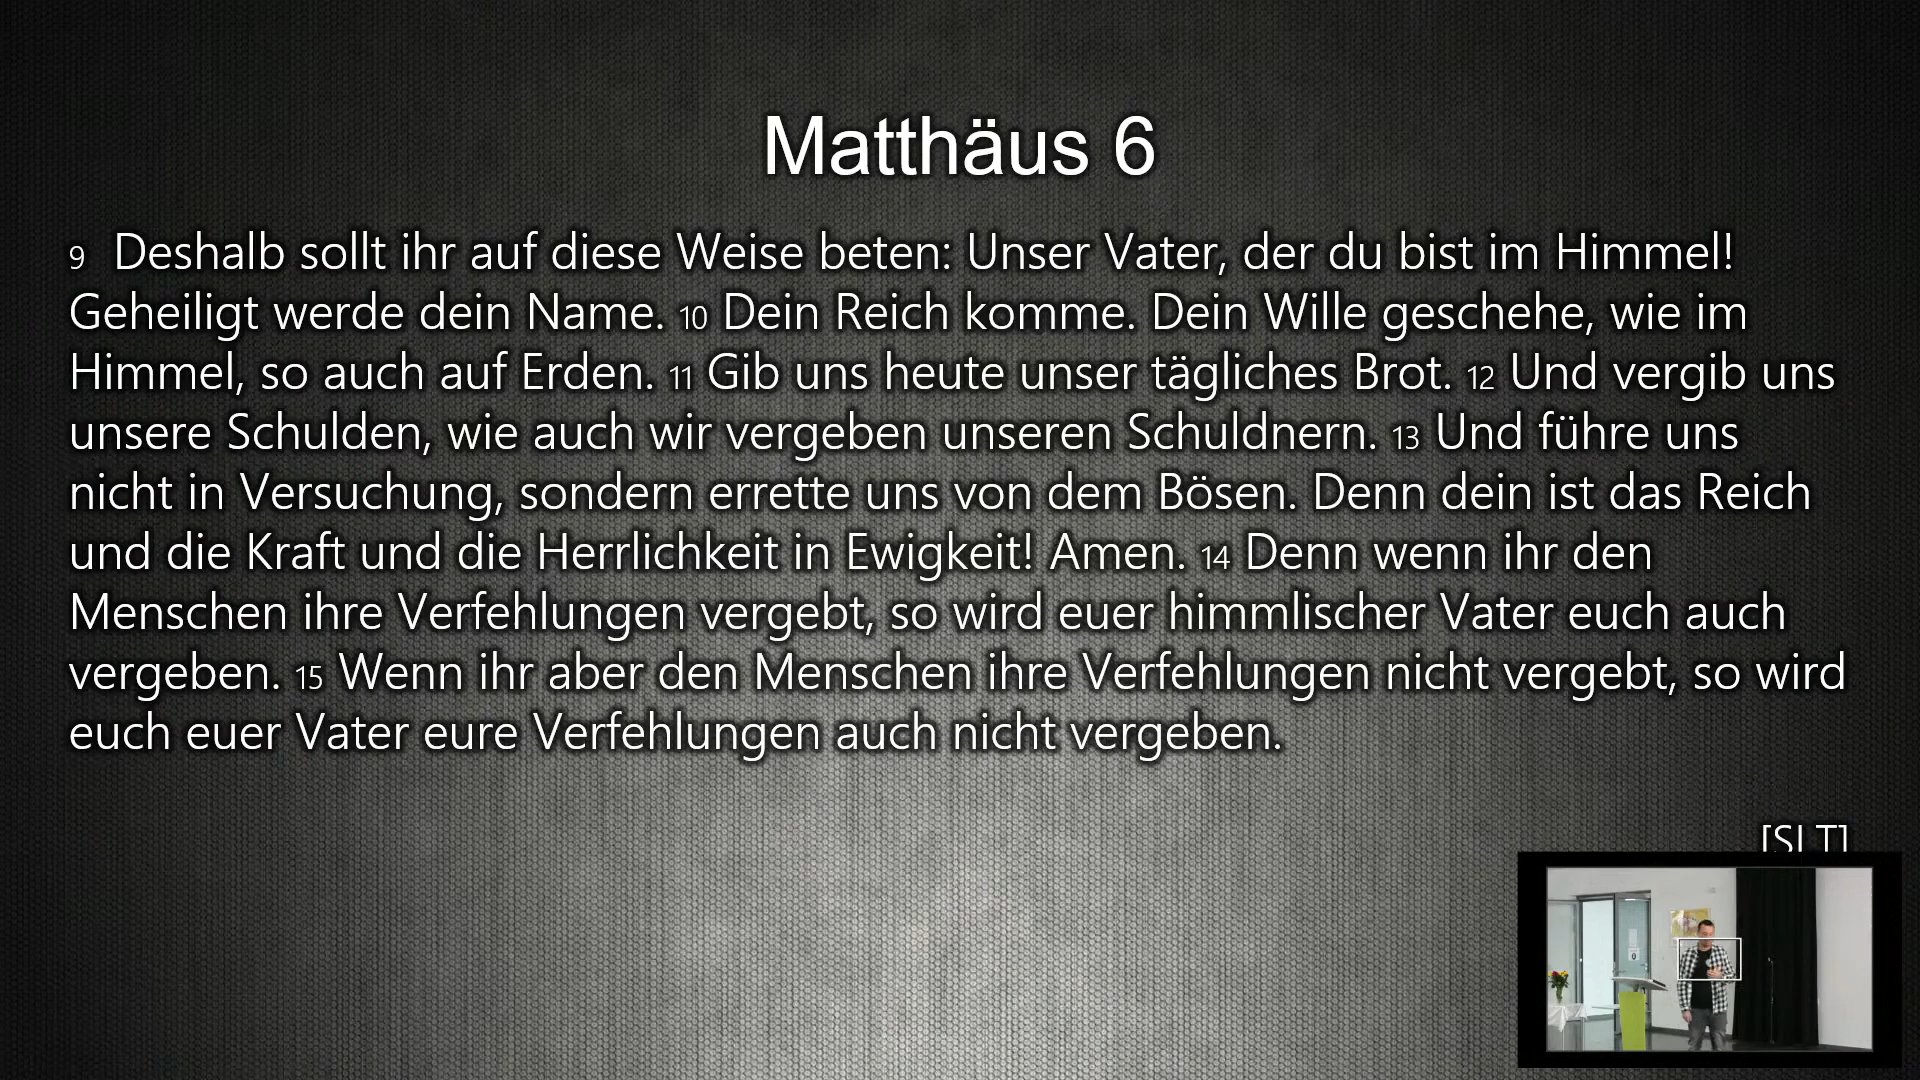 Matthäus 6
9 Deshalb sollt ihr auf diese Weise beten: Unser Vater, der du bist im Himmel!
Geheiligt werde dein Name. 10 Dein Reich komme. Dein Wille geschehe, wie im
Himmel, so auch auf Erden. 11 Gib uns heute unser tägliches Brot. 12 Und vergib uns
unsere Schulden, wie auch wir vergeben unseren Schuldnern. 13 Und führe uns
nicht in Versuchung, sondern errette uns von dem Bösen. Denn dein ist das Reich
und die Kraft und die Herrlichkeit in Ewigkeit! Amen. 14 Denn wenn ihr den
Menschen ihre Verfehlungen vergebt, so wird euer himmlischer Vater euch auch
vergeben. 15 Wenn ihr aber den Menschen ihre Verfehlungen nicht vergebt, so wird
euch euer Vater eure Verfehlungen auch nicht vergeben.
[SLT]